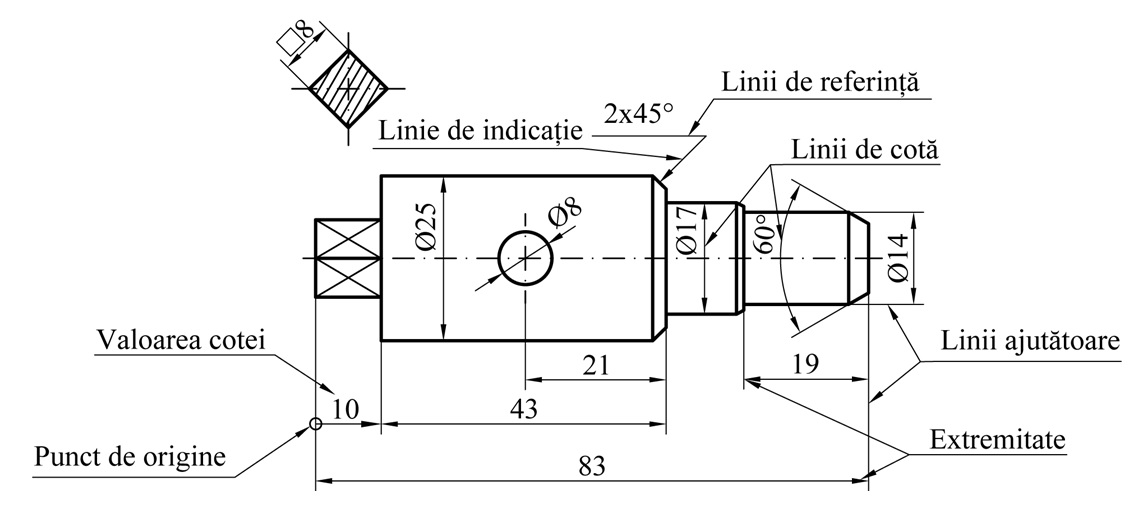 □8
Linii de referință
2x45°
Linie de indicație
Linii de cotă
Ø25
Ø8
Ø17
60°
Ø14
Valoarea cotei
Linii ajutătoare
21
19
10
43
Extremitate
Punct de origine
83